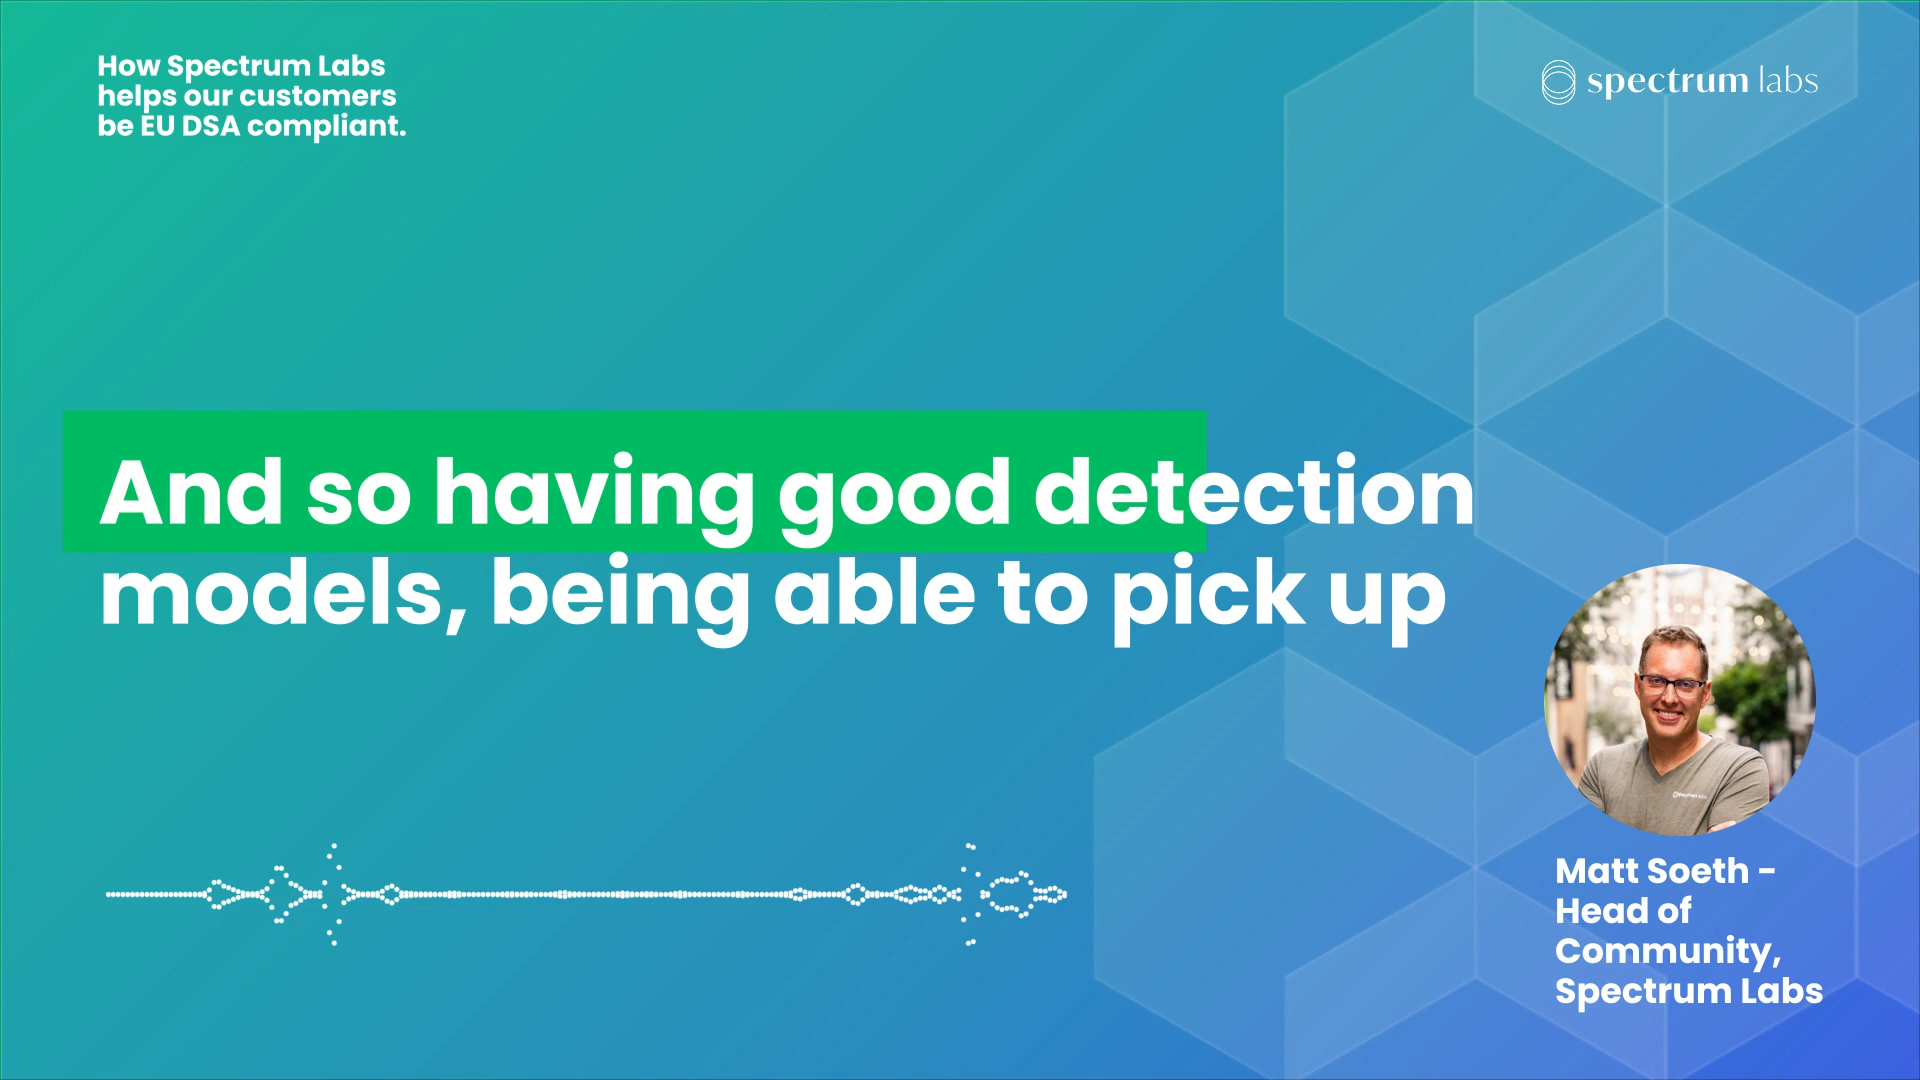 How Spectrum Labs
helps our customers
be EU DSA compliant.
spectrum labs
And so having good detection
models, being able to pick up
Matt Soeth -
Head of
Community,
Spectrum Labs